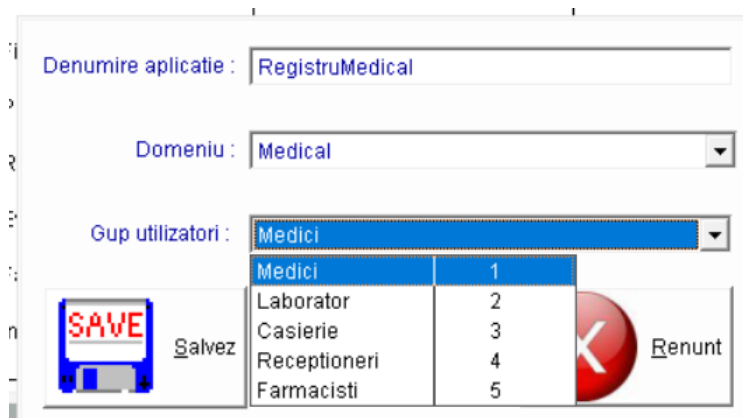 Denumire aplicatie : RegistruMedical
Domeniu : Medical
Gup utilizatori : Medici
Medici 1
Laborator 2
Casierie 3
Receptioneri 4
Farmacisti 5
SAVE Salvez
X Renunt